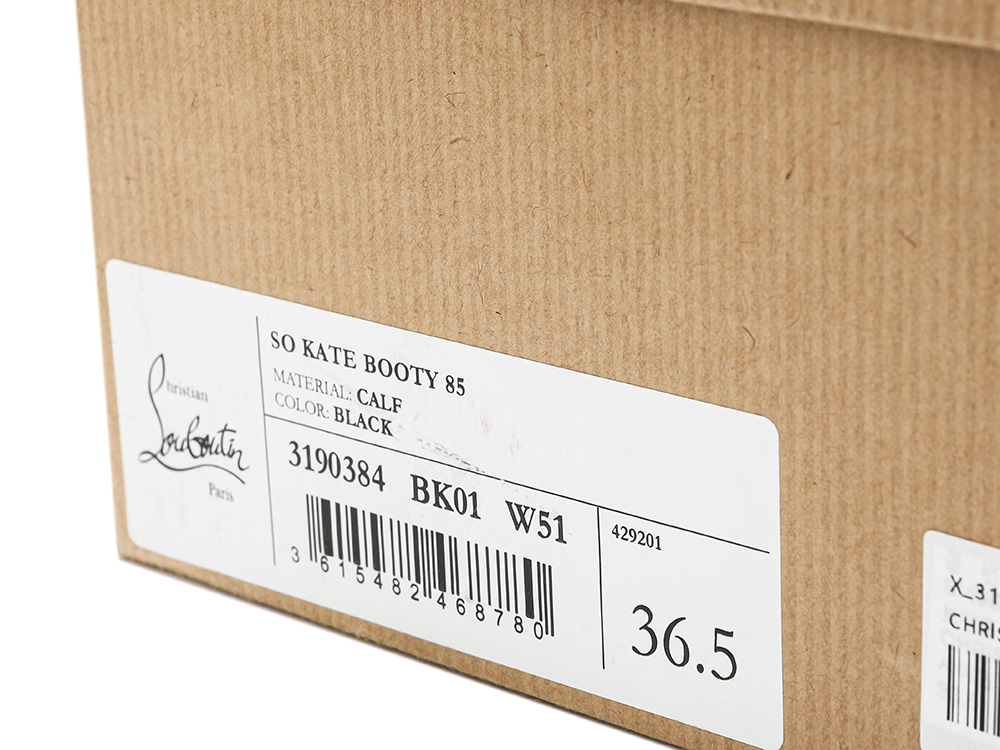 Christian
Louboutin
Paris
SO KATE BOOTY 85
MATERIAL: CALF
COLOR: BLACK
3190384 BK01 W51
3 615482 468780
429201
36.5
X_31
CHRIS